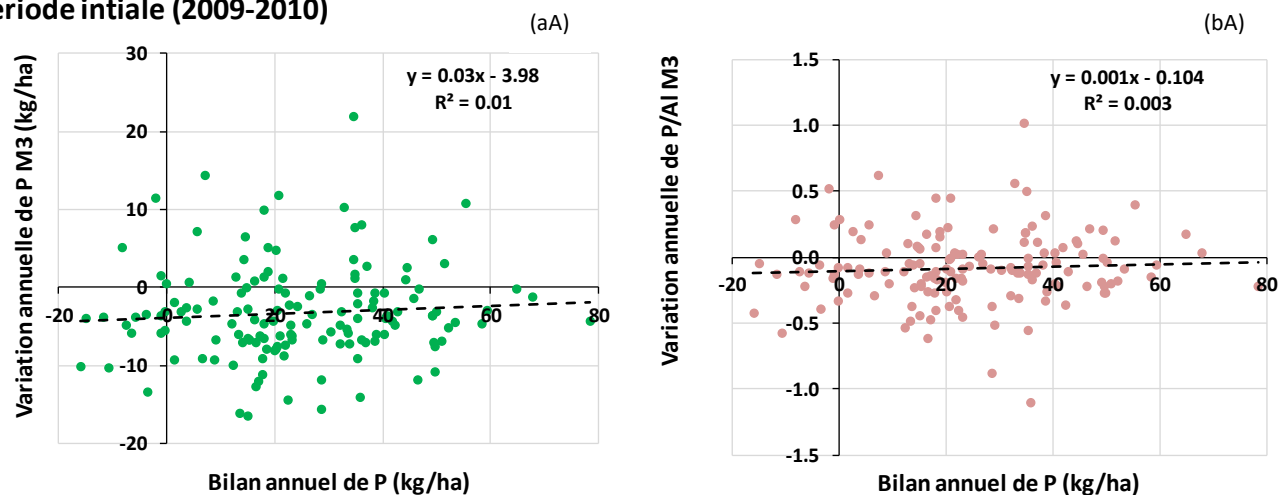 ériode intiale (2009-2010)
(aA)
Variation annuelle de P M3 (kg/ha)
y = 0.03x - 3.98
R² = 0.01
30
20
10
0
-10
-20
-20
20
40
60
80
Bilan annuel de P (kg/ha)
(bA)
Variation annuelle de P/Al M3
y = 0.001x - 0.104
R² = 0.003
1.5
1.0
0.5
0.0
-0.5
-1.0
-1.5
-20
0
20
40
60
80
Bilan annuel de P (kg/ha)